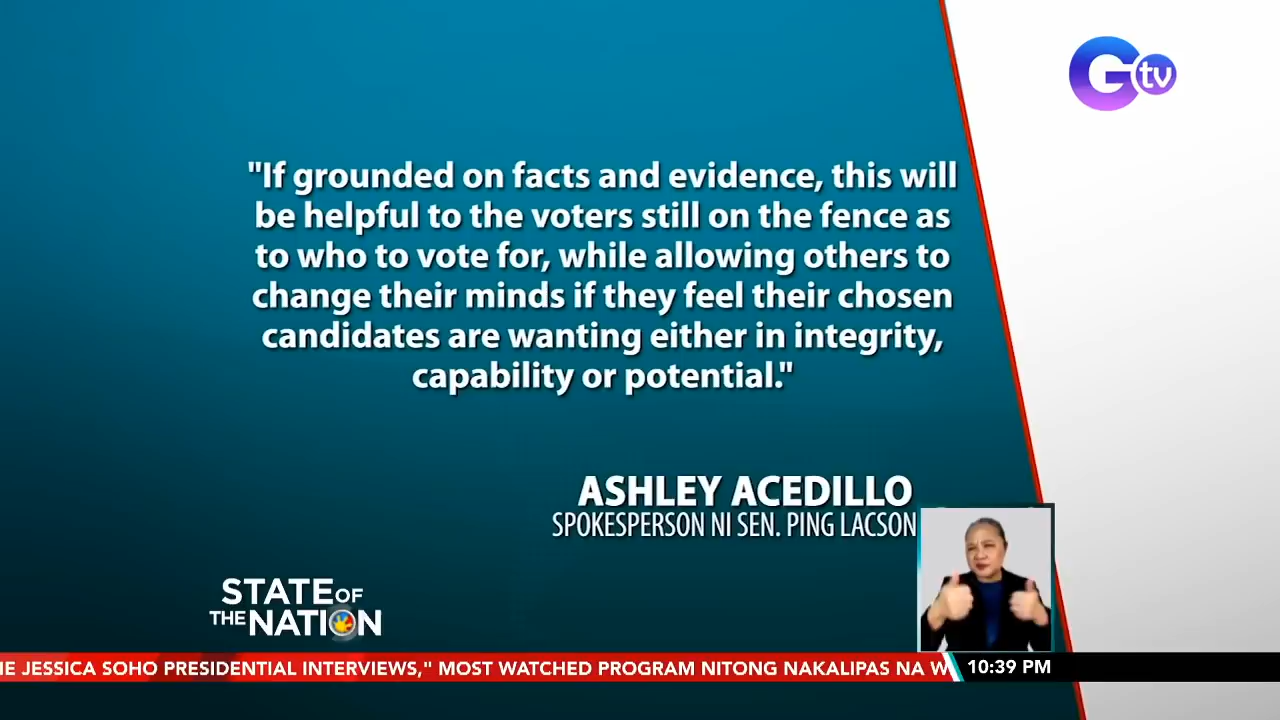 Gtv
"If grounded on facts and evidence, this will
be helpful to the voters still on the fence as
to who to vote for, while allowing others to
change their minds if they feel their chosen
candidates are wanting either in integrity,
capability or potential."
ASHLEY ACEDILLO
SPOKESPERSON NI SEN. PING LACSON
STATE OF
THE NATION
JESSICA SOHO PRESIDENTIAL INTERVIEWS," MOST WATCHED PROGRAM NITONG NAKALIPAS NA
10:39 PM